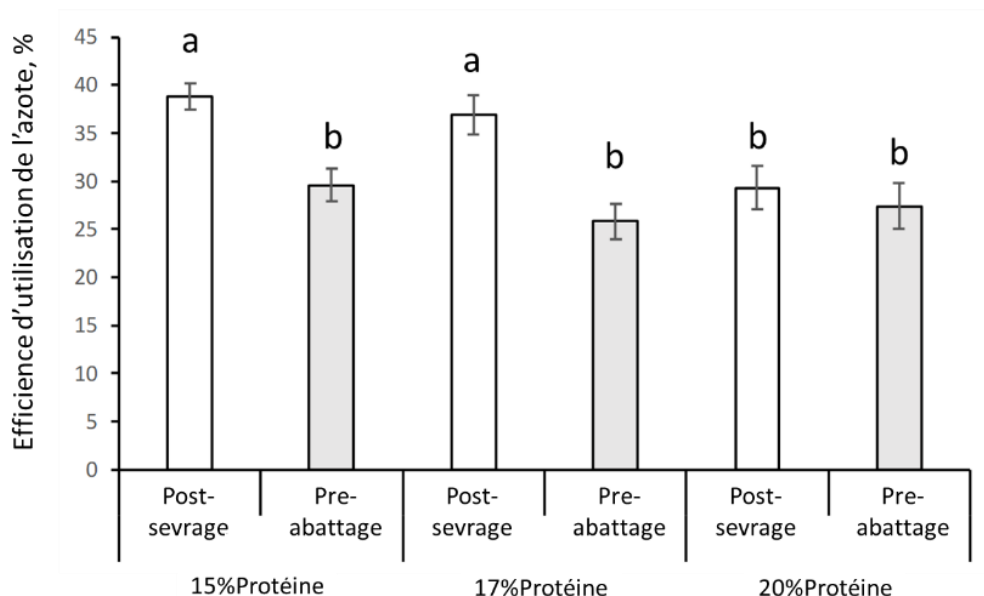 Efficience d'utilisation de l'azote, %
45
40
35
30
25
20
15
10
5
0
a
b
a
b
b
b
Post-
sevrage
Pre-
abattage
Post-
sevrage
Pre-
abattage
Post-
sevrage
Pre-
abattage
15%Protéine
17%Protéine
20%Protéine